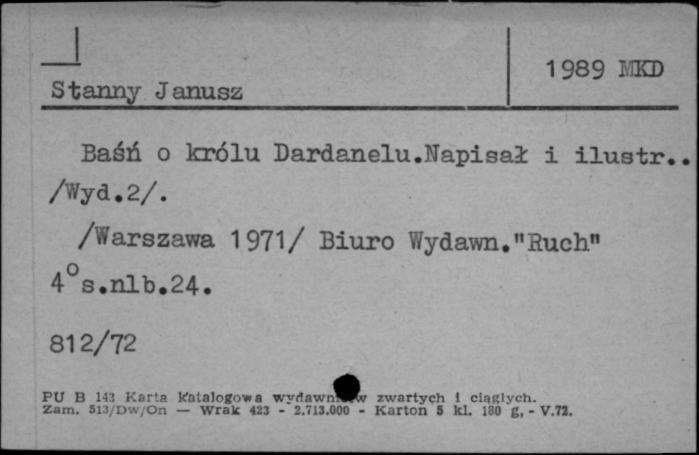 1989 MKD
Stanny Janusz
Baśń o królu Dardanelu.Napisał i ilustr..
/Wyd.2/.
/Warszawa 1971/ Biuro Wydawn."Ruch"
4°s.nlb.24.
812/72
PU B 143 Karta katalogowa wydawnictw zwartych i ciągłych.
Zam. 513/Dw/On — Wrak 423 - 2.713.000 - Karton 5 kl. 180 g, - V.72.